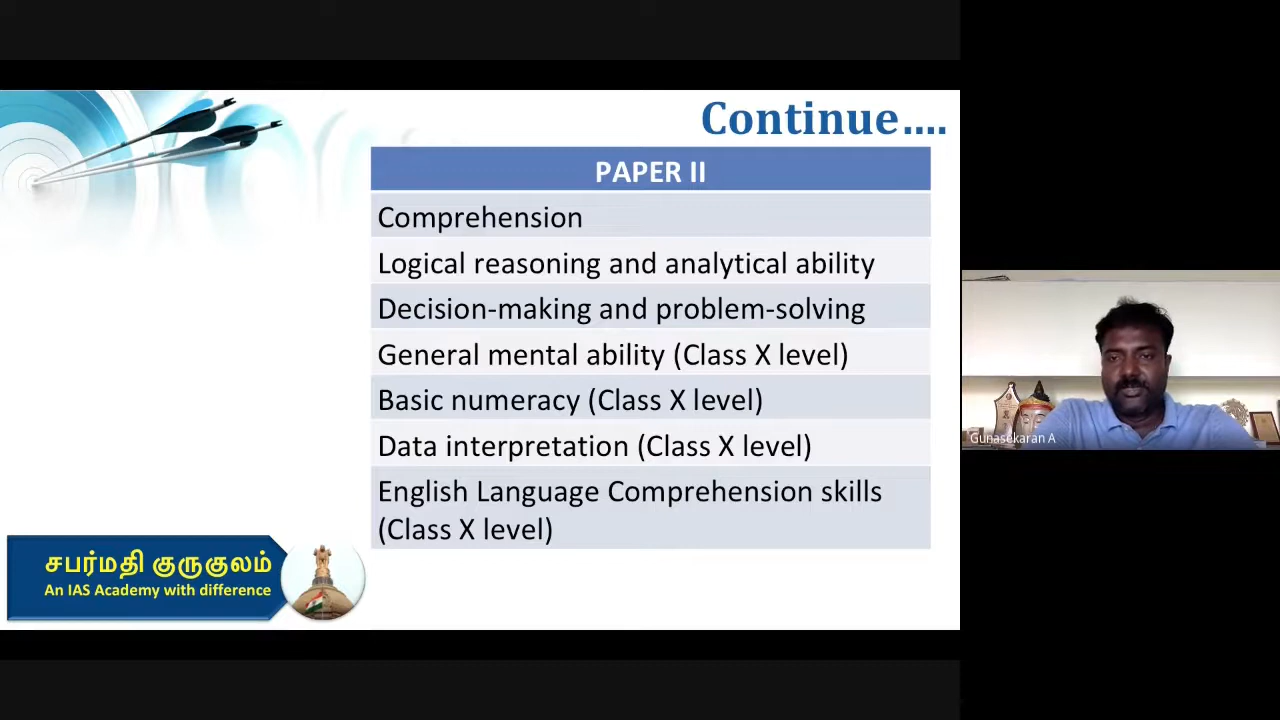 Continue....
PAPER II
Comprehension
Logical reasoning and analytical ability
Decision-making and problem-solving
General mental ability (Class X level)
Basic numeracy (Class X level)
Data interpretation (Class X level)
English Language Comprehension skills
(Class X level)
சபர்மதி குருகுலம்
An IAS Academy with difference
Gunasekaran A